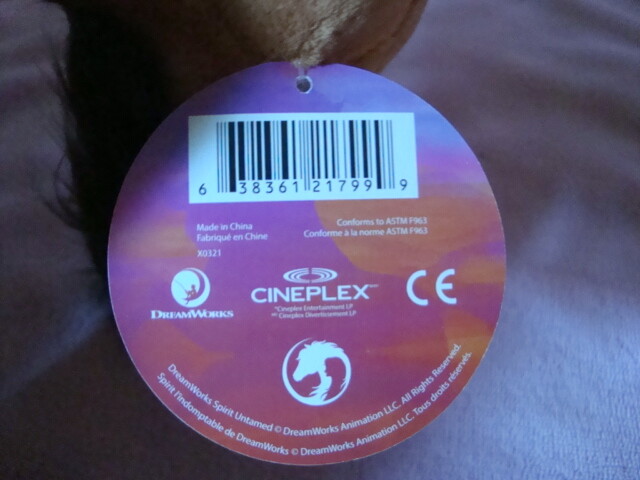 6 38361 21799 9
Made in China
Fabriqué en Chine
X0321
Conforms to ASTM F963
Conforme à la norme ASTM F963
DREAMWORKS
CINEPLEX
Cineplex Entertainment LP
Cineplex Divertissement LP
CE
DreamWorks Spirit Untamed © DreamWorks Animation LLC. All Rights Reserved.
Spirit l'indomptable de DreamWorks © DreamWorks Animation LLC. Tous droits réservés.